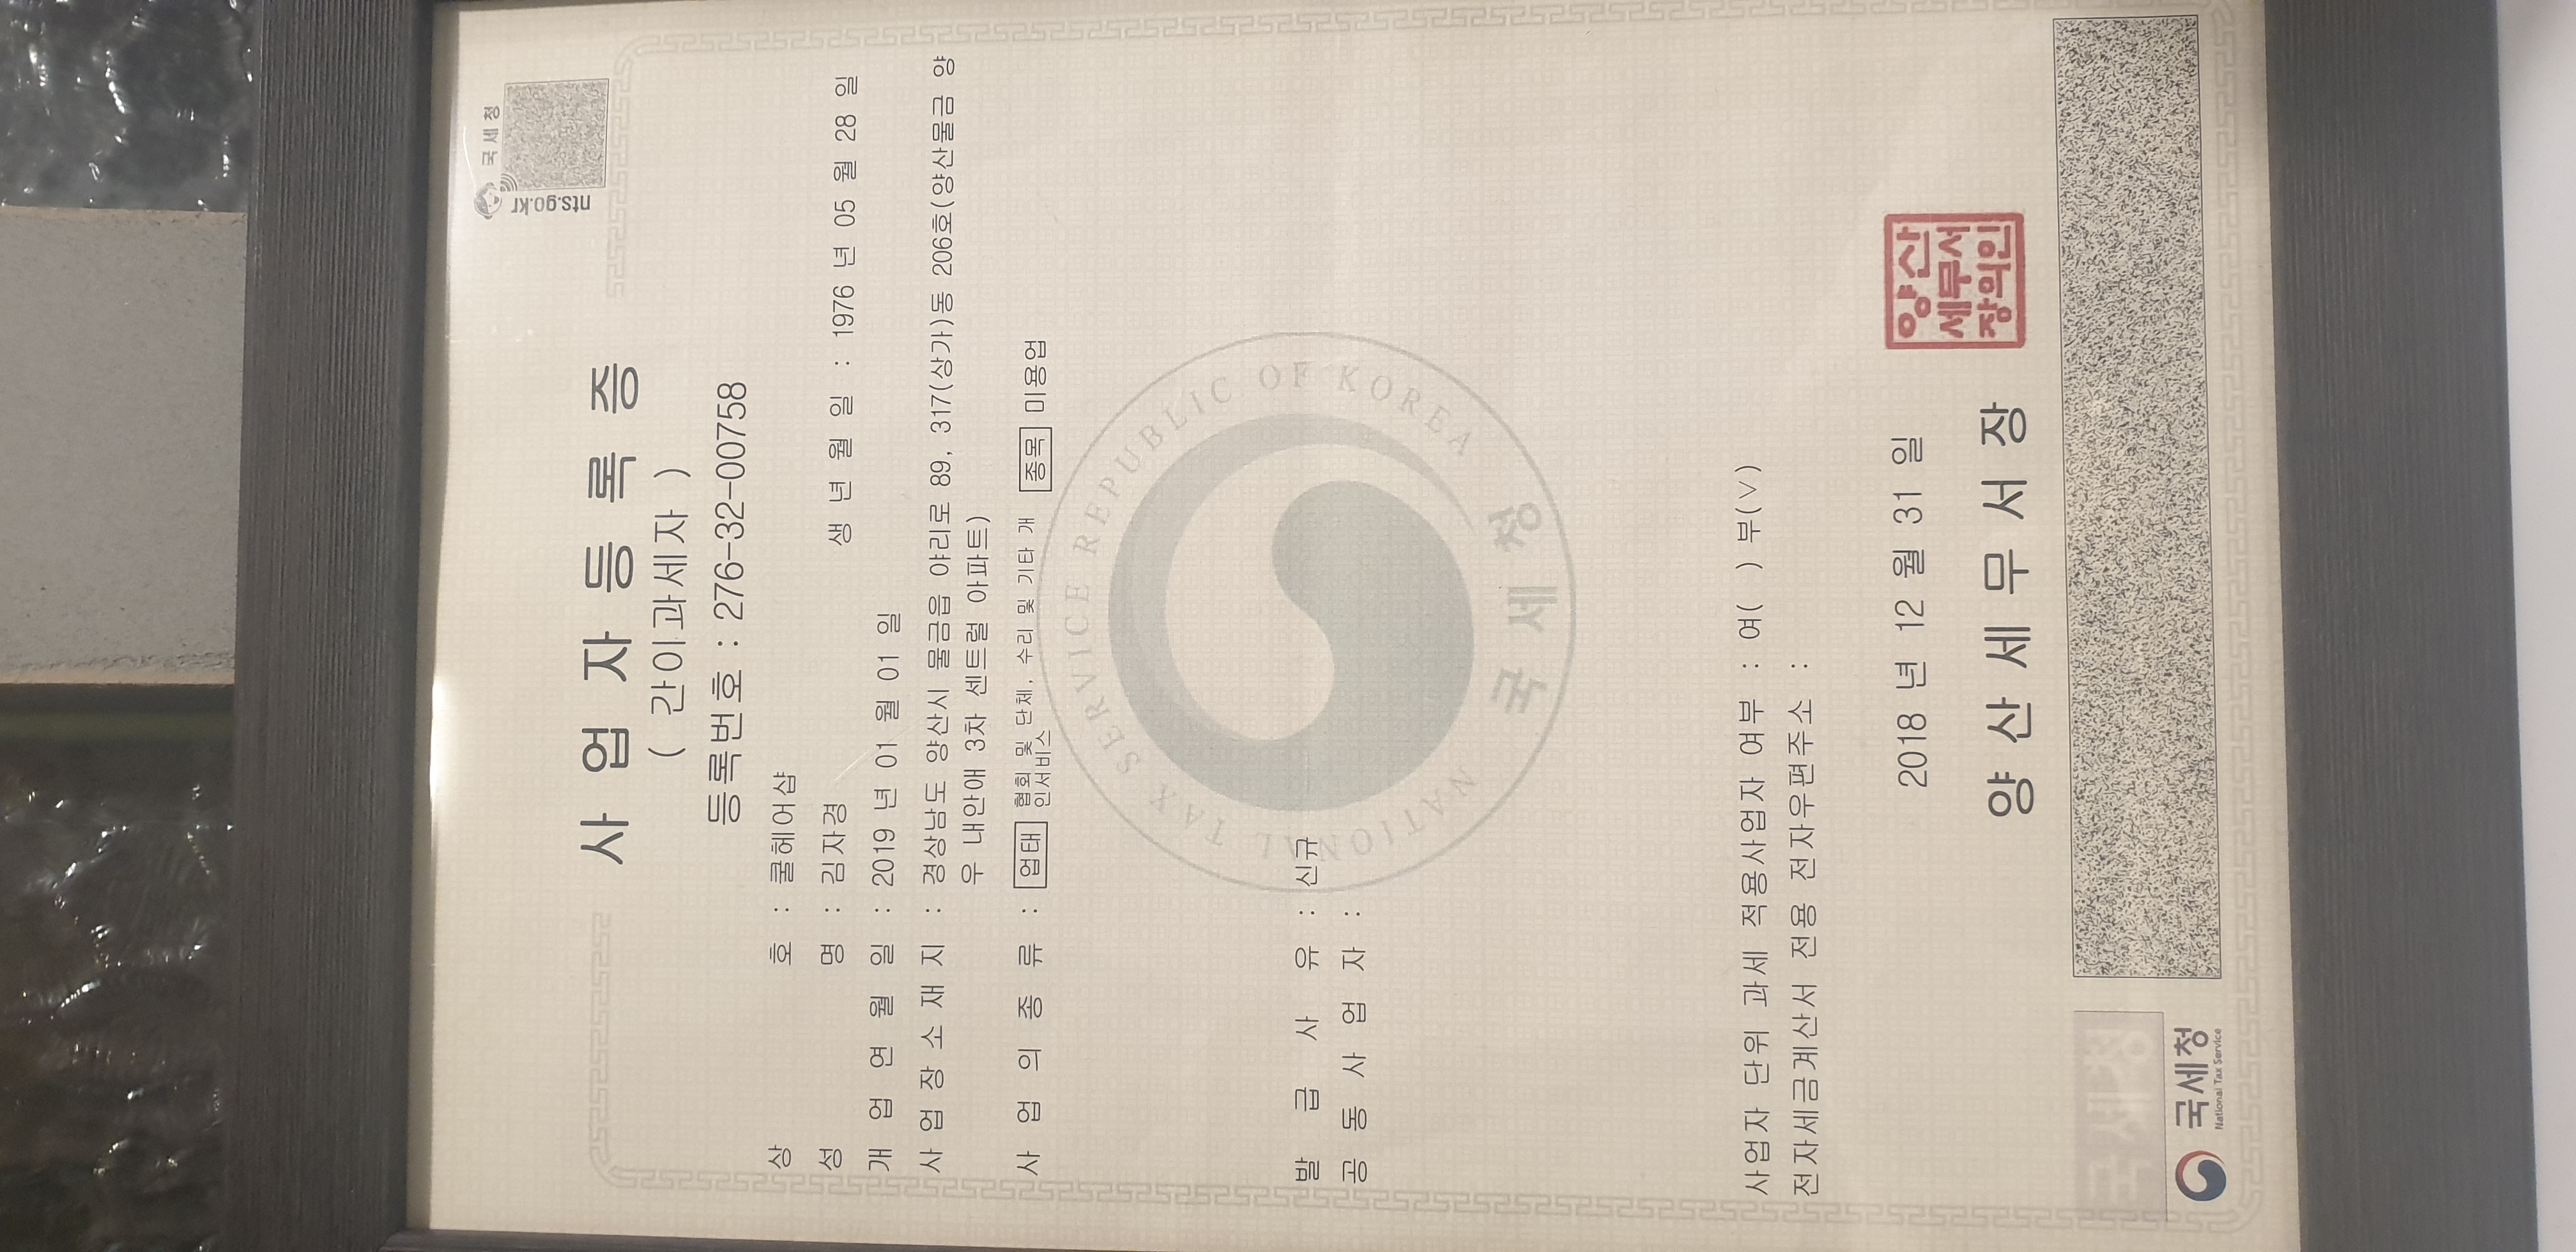 국세청
nts.go.kr
사업자등록증
( 간이과세자 )
등록번호 : 276-32-00758
상 호 : 쿨헤어샵
성 명 : 김자경 생 년 월 일 : 1976 년 05 월 28 일
개 업 연 월 일 : 2019 년 01 월 01 일
사 업 장 소 재 지 : 경상남도 양산시 물금읍 야리로 89, 317(상가)동 206호(양산물금 양
우 내안애 3차 센트럴 아파트)
사 업 의 종 류 : 업태 협회 및 단체, 수리 및 기타 개 종목 미용업
인서비스
NATIONAL TAX SERVICE REPUBLIC OF KOREA
국세청
발 급 사 유 : 신규
공 동 사 업 자 :
사업자 단위 과세 적용사업자 여부 : 여( ) 부(∨)
전자세금계산서 전용 전자우편주소 :
2018 년 12 월 31 일
양 산 세 무 서 장
양산
세무서
장의인
국세청
국세청
National Tax Service